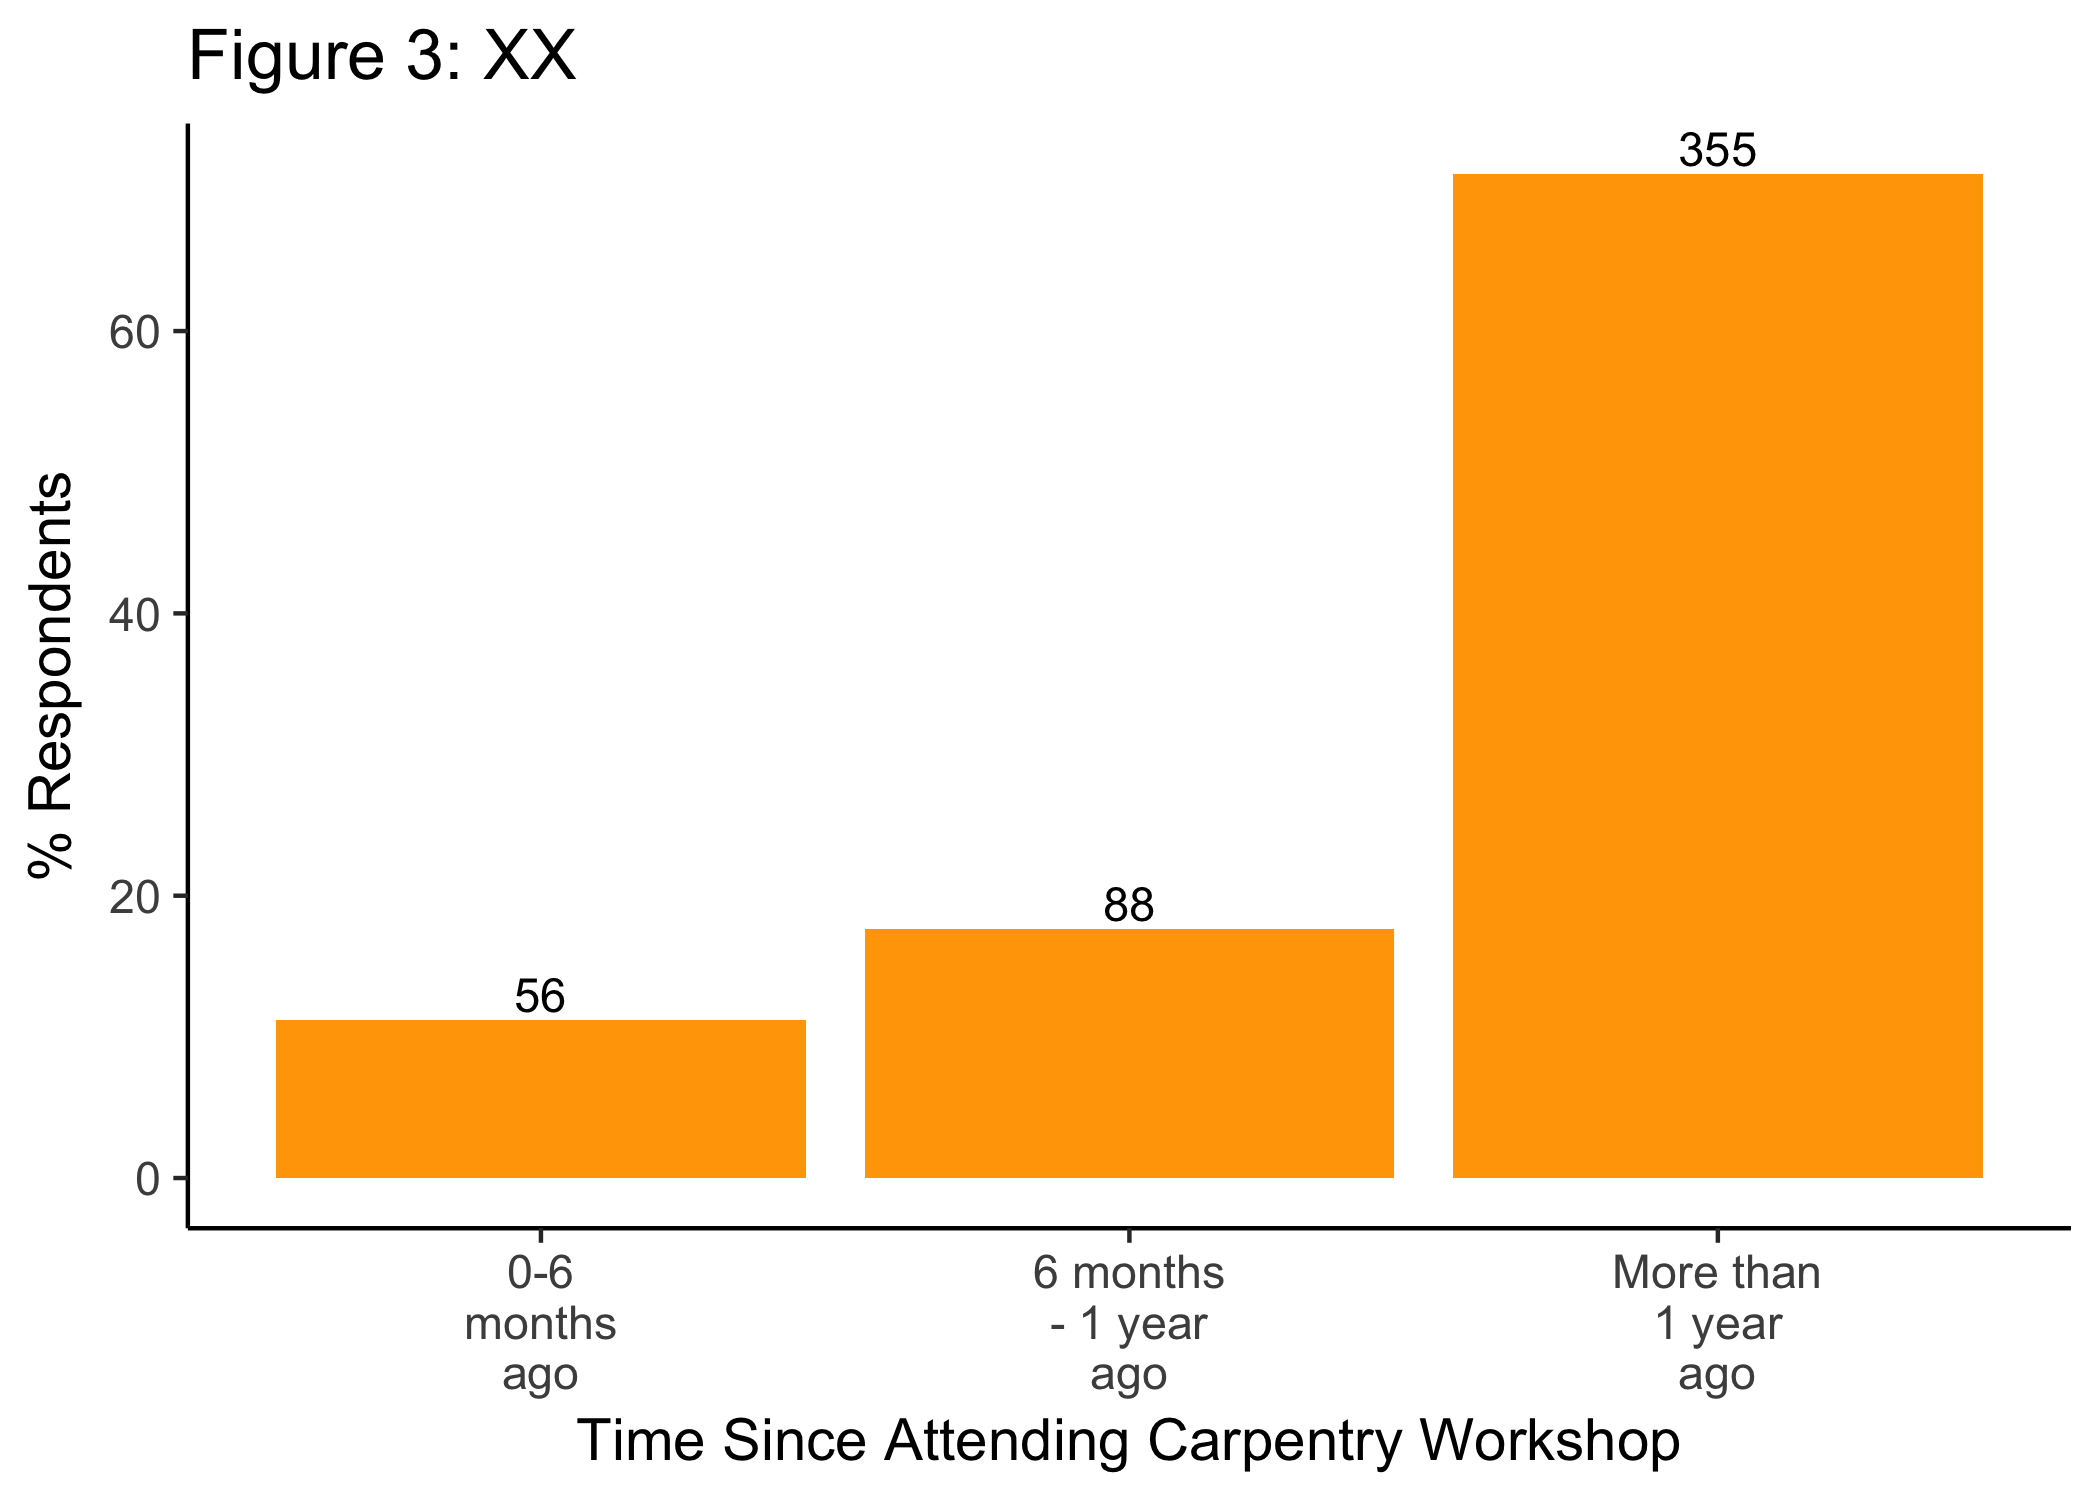 Figure 3: XX
% Respondents
60
40
20
0
56
88
355
0-6
months
ago
6 months
- 1 year
ago
More than
1 year
ago
Time Since Attending Carpentry Workshop